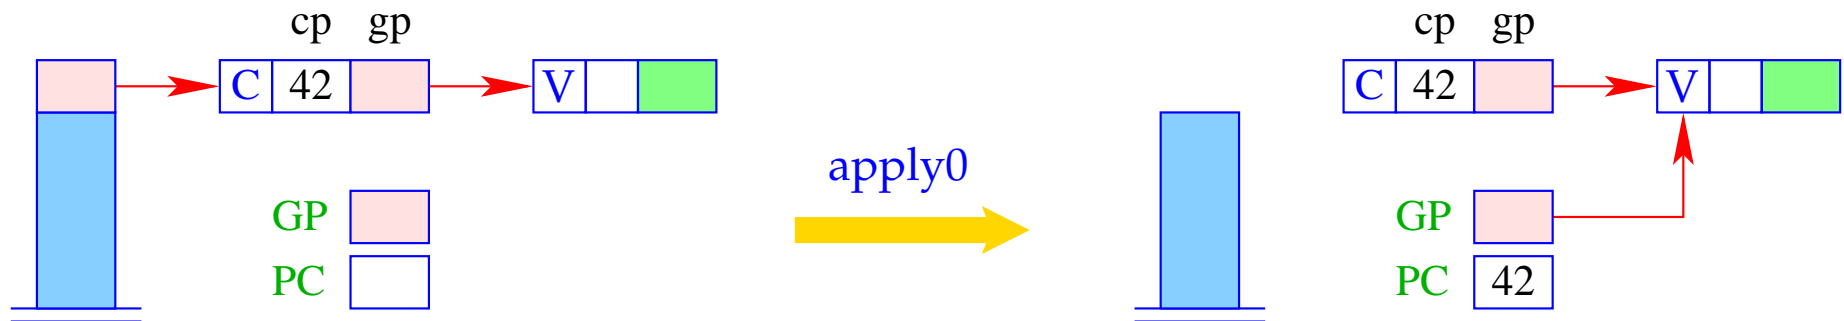 cp gp
C 42 V
GP
PC
apply0
cp gp
C 42 V
GP
PC 42